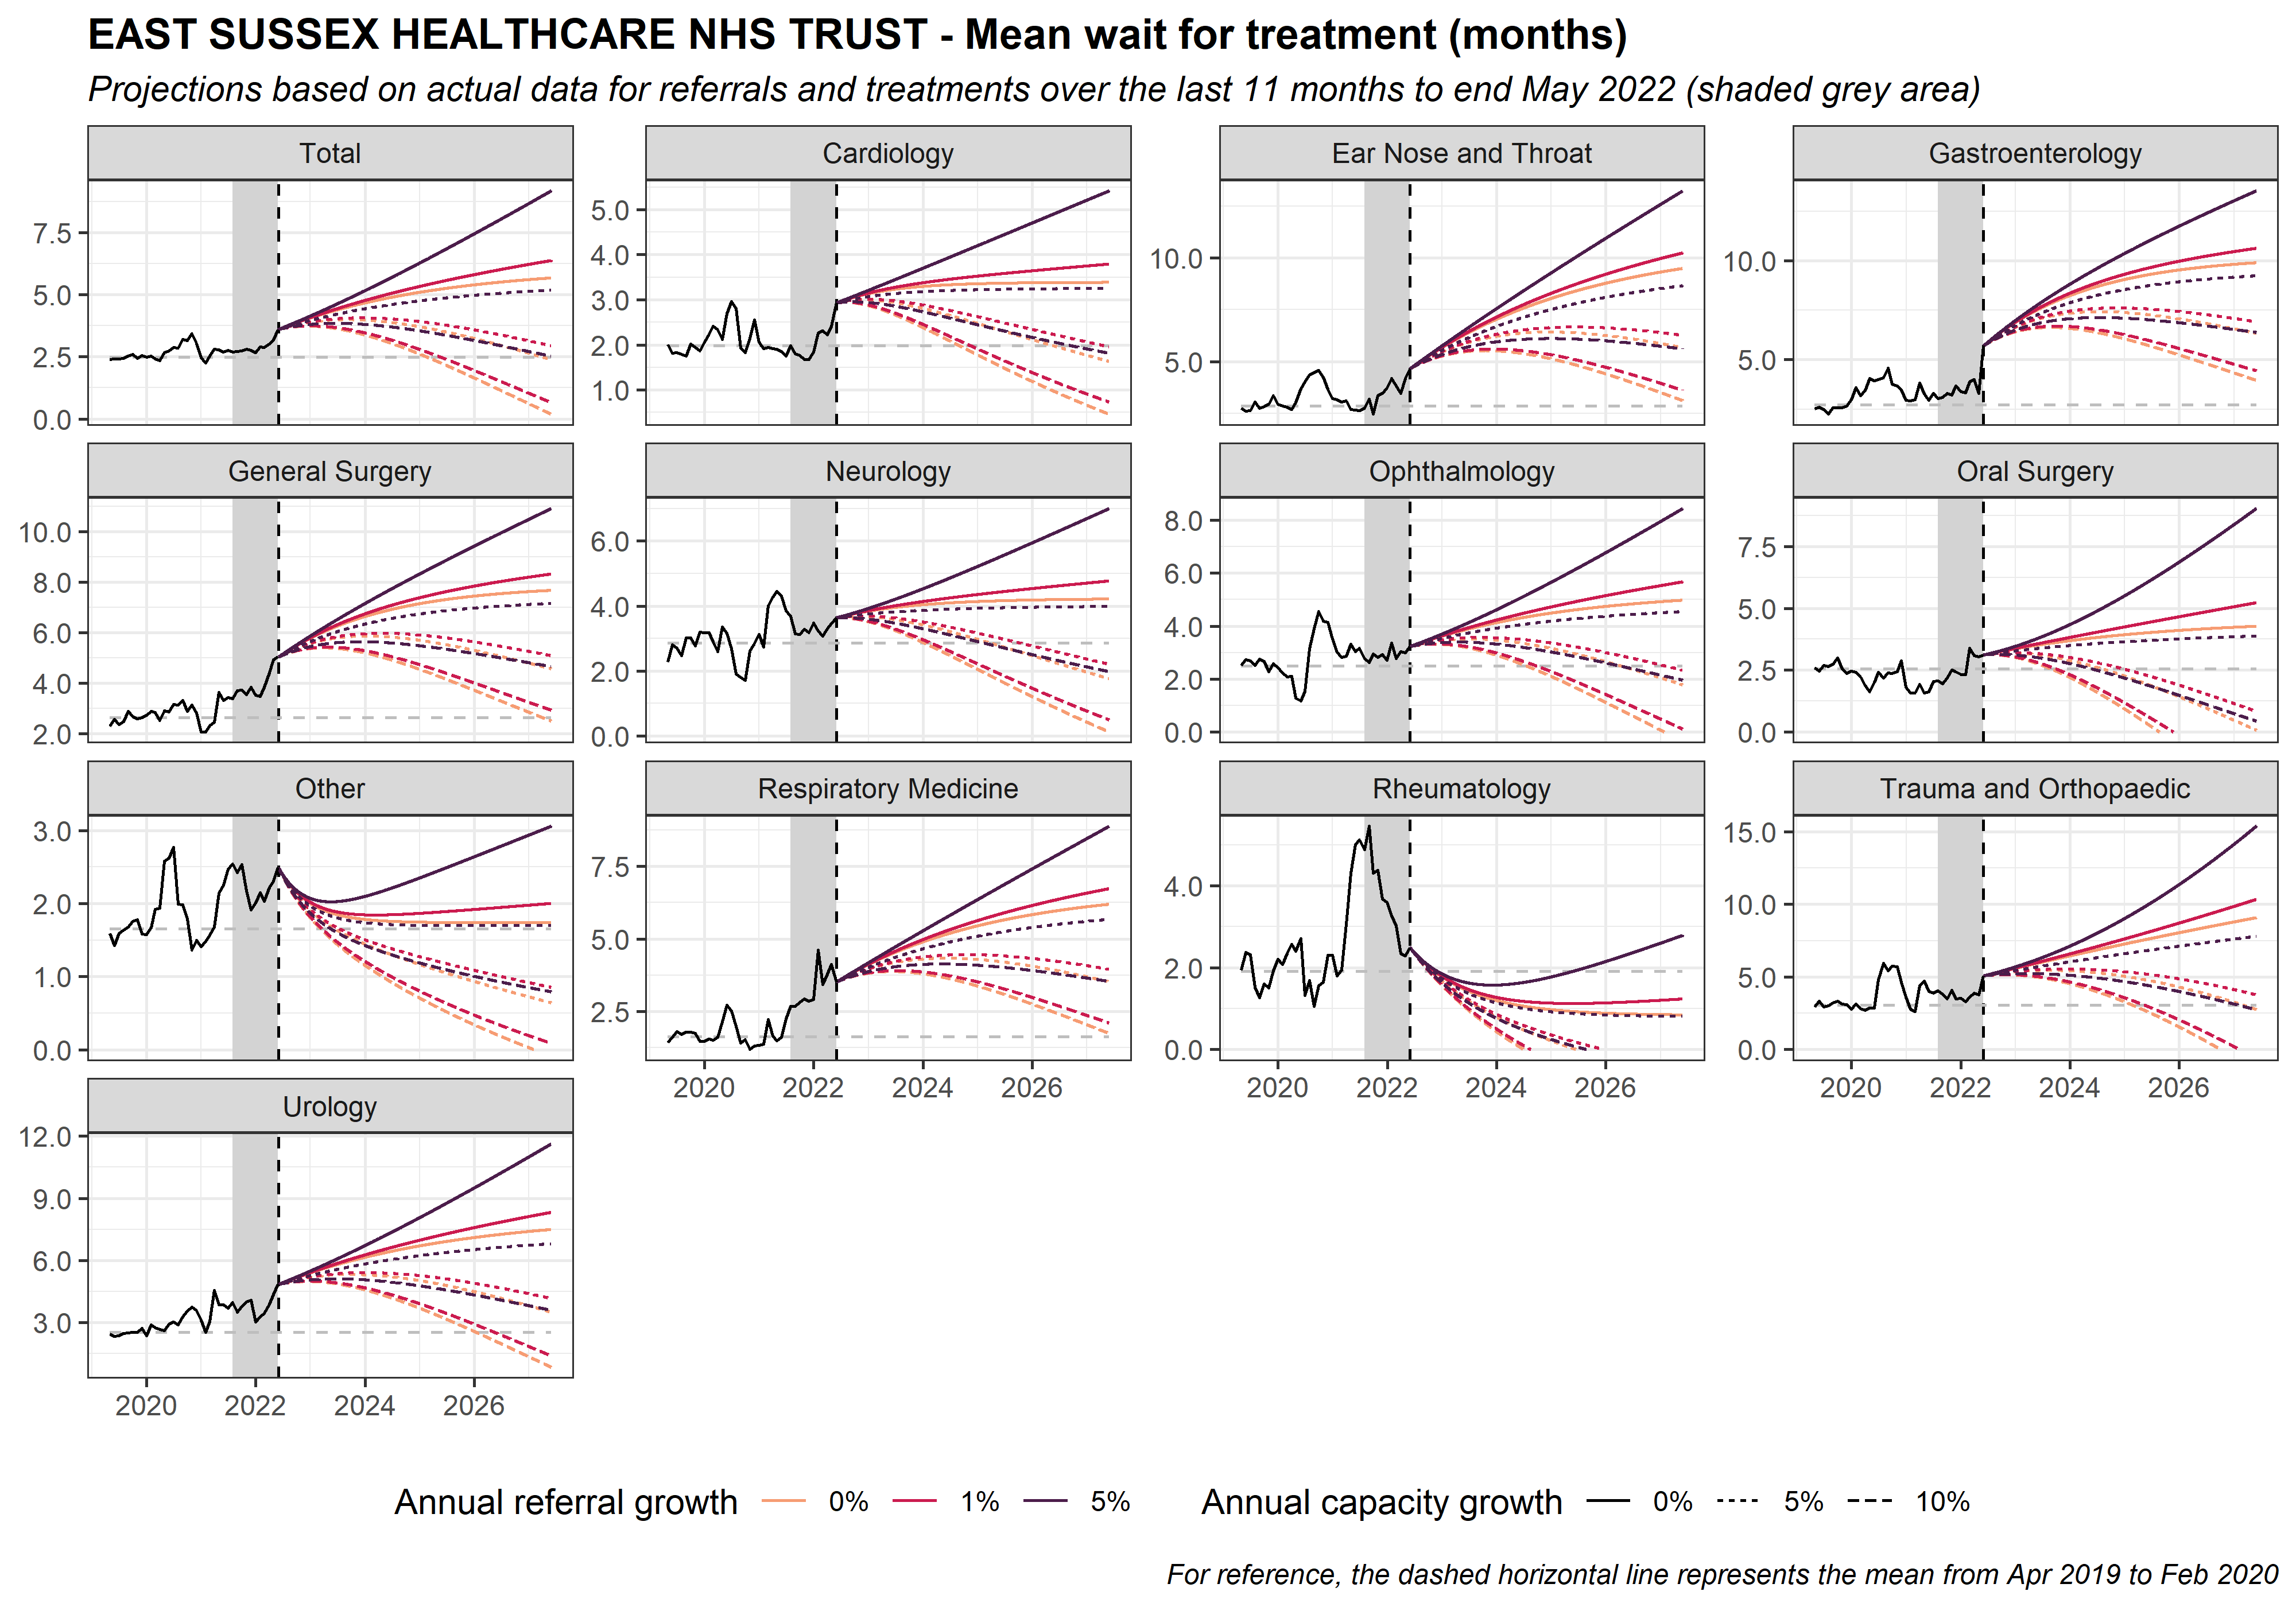 EAST SUSSEX HEALTHCARE NHS TRUST - Mean wait for treatment (months)
Projections based on actual data for referrals and treatments over the last 11 months to end May 2022 (shaded grey area)
Total
Cardiology
Ear Nose and Throat
Gastroenterology
7.5
5.0
2.5
0.0
5.0
4.0
3.0
2.0
1.0
10.0
5.0
10.0
5.0
General Surgery
Neurology
Ophthalmology
Oral Surgery
10.0
8.0
6.0
4.0
2.0
6.0
4.0
2.0
0.0
8.0
6.0
4.0
2.0
0.0
7.5
5.0
2.5
0.0
Other
Respiratory Medicine
Rheumatology
Trauma and Orthopaedic
3.0
2.0
1.0
0.0
7.5
5.0
2.5
4.0
2.0
0.0
15.0
10.0
5.0
0.0
2020 2022 2024 2026
2020 2022 2024 2026
2020 2022 2024 2026
Urology
12.0
9.0
6.0
3.0
2020 2022 2024 2026
Annual referral growth 0% 1% 5%
Annual capacity growth 0% 5% 10%
For reference, the dashed horizontal line represents the mean from Apr 2019 to Feb 2020